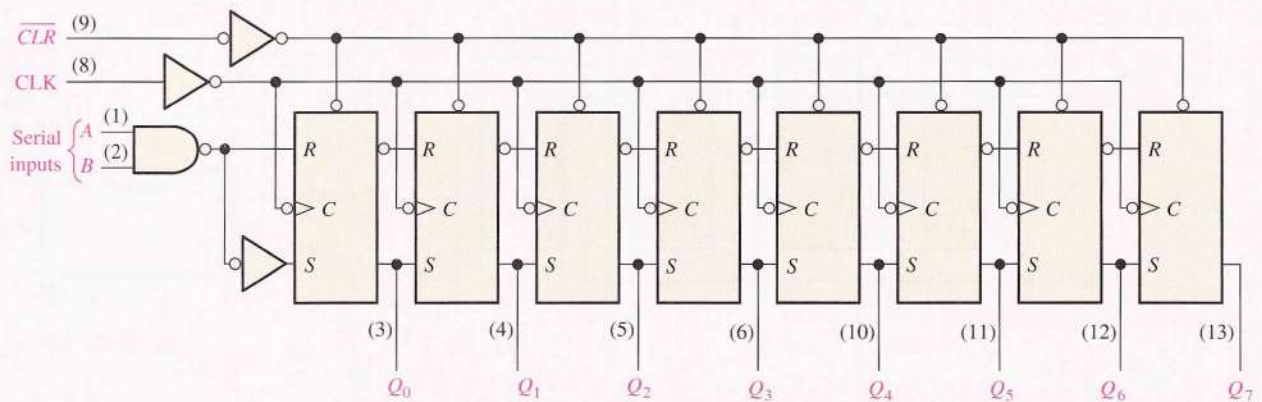 CLR (9)
CLK (8)
Serial inputs { A (1)
B (2)
R R R R R R R R
C C C C C C C C
S S S S S S S S
(3) (4) (5) (6) (10) (11) (12) (13)
Q0 Q1 Q2 Q3 Q4 Q5 Q6 Q7